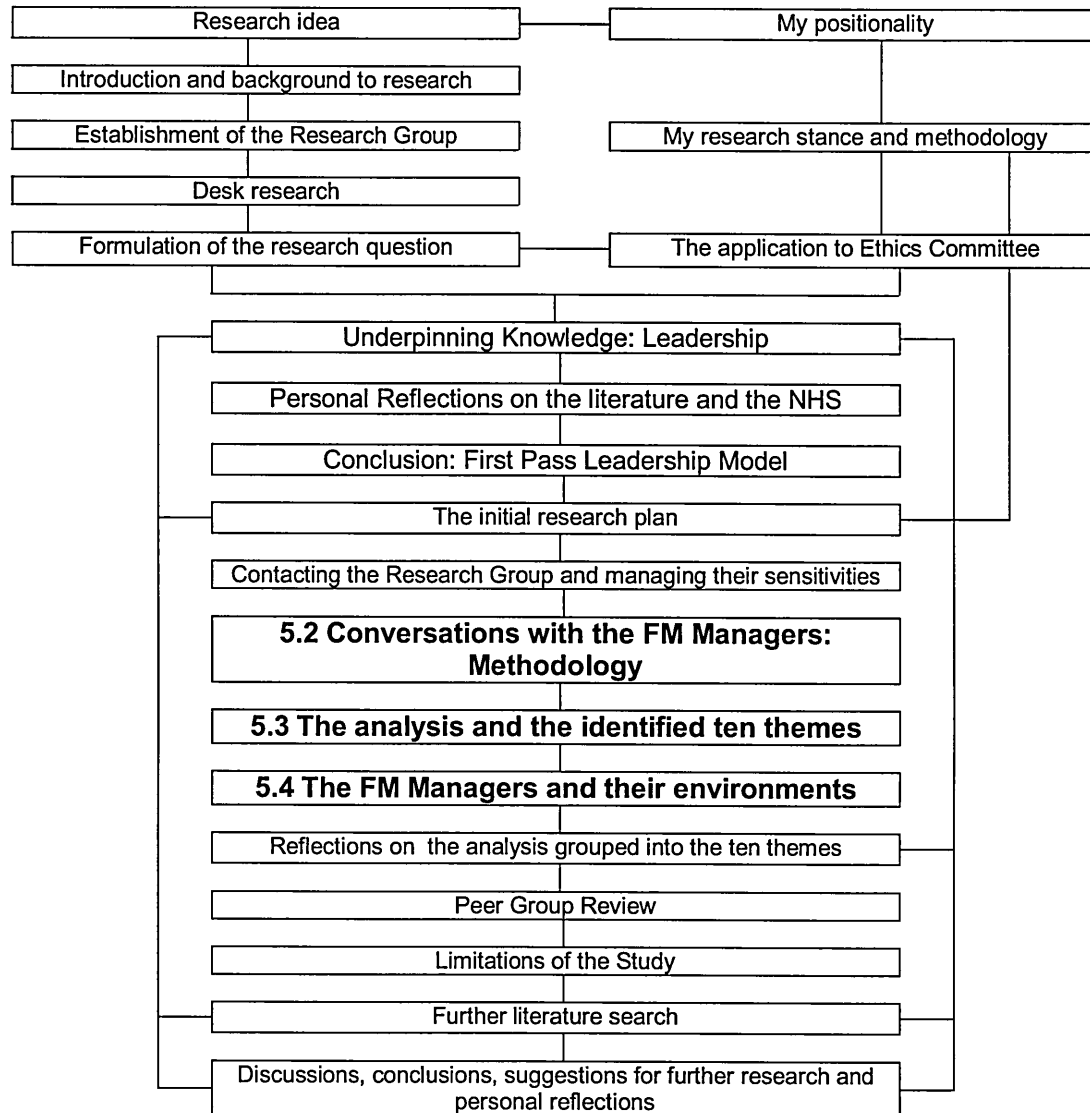 Research idea
My positionality
Introduction and background to research
Establishment of the Research Group
My research stance and methodology
Desk research
Formulation of the research question
The application to Ethics Committee
Underpinning Knowledge: Leadership
Personal Reflections on the literature and the NHS
Conclusion: First Pass Leadership Model
The initial research plan
Contacting the Research Group and managing their sensitivities
5.2 Conversations with the FM Managers:
Methodology
5.3 The analysis and the identified ten themes
5.4 The FM Managers and their environments
Reflections on the analysis grouped into the ten themes
Peer Group Review
Limitations of the Study
Further literature search
Discussions, conclusions, suggestions for further research and
personal reflections